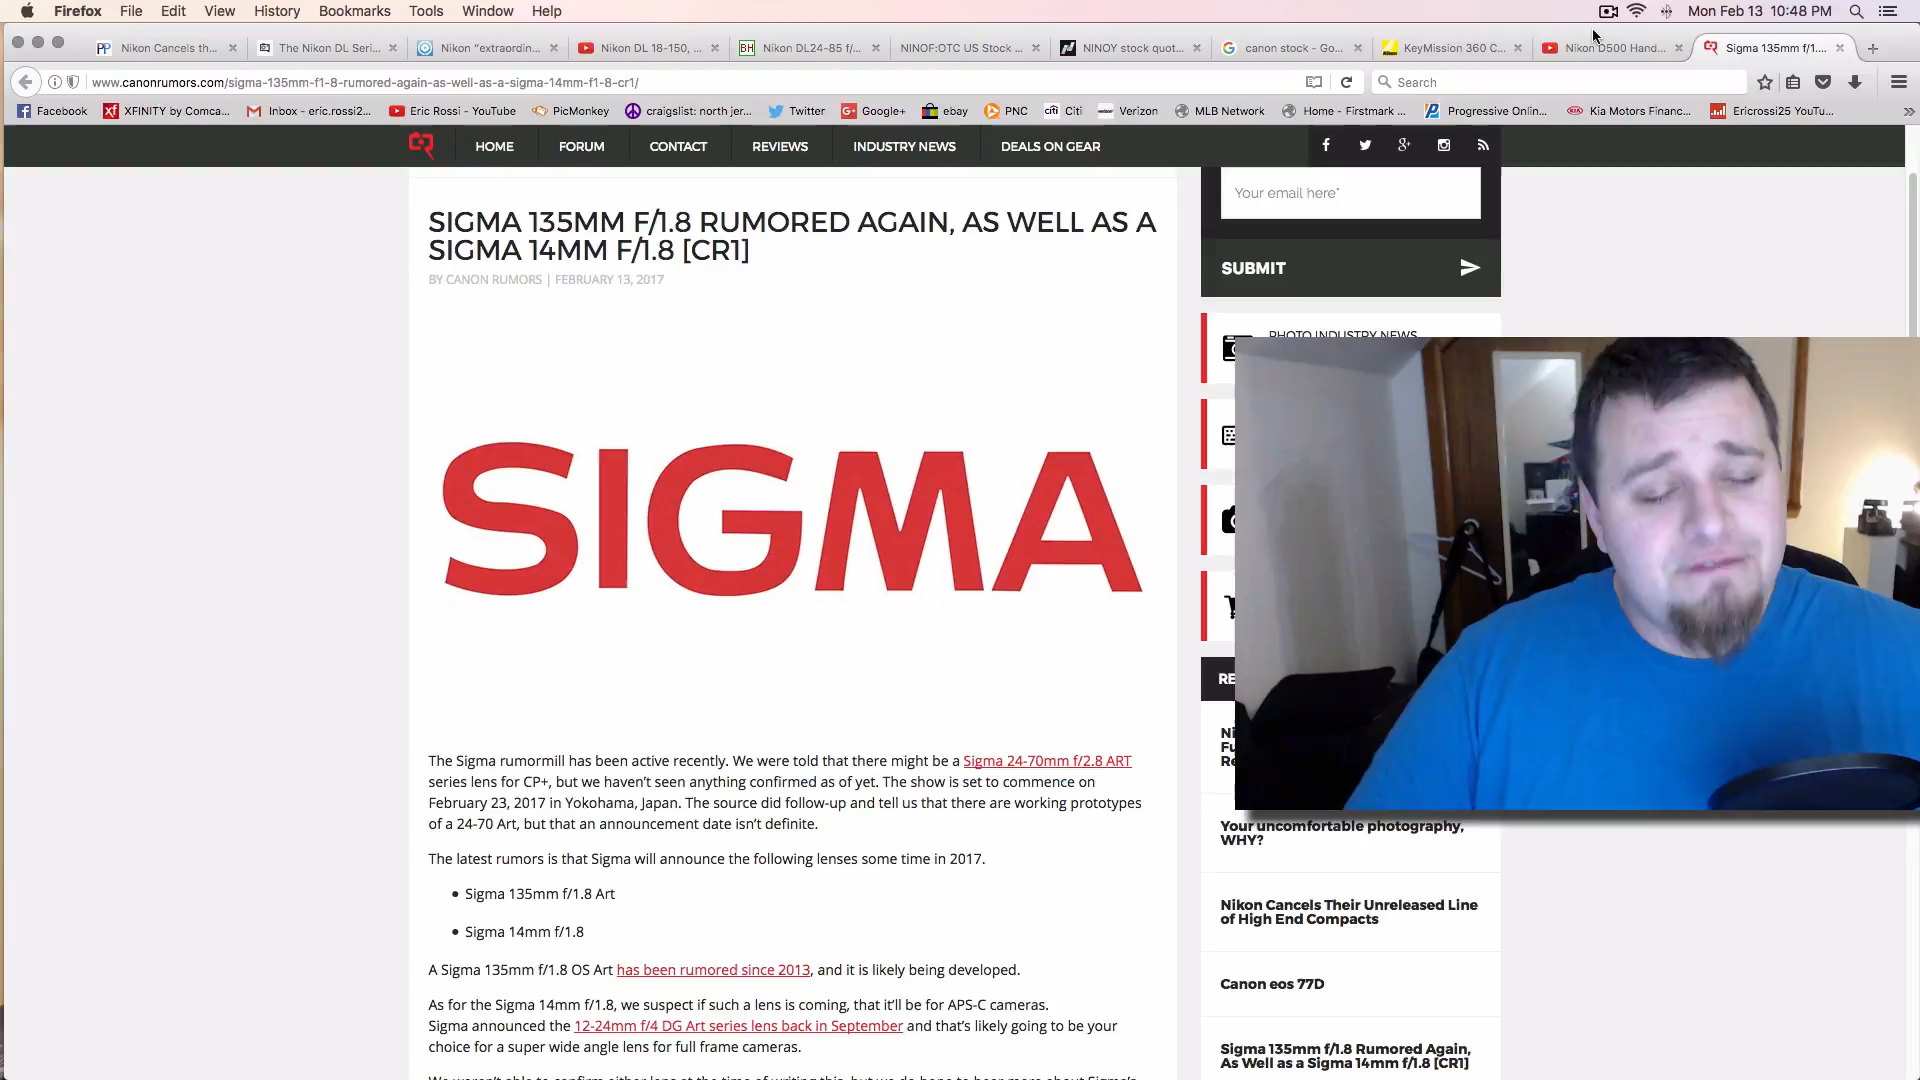 Firefox File Edit View History Bookmarks Tools Window Help Mon Feb 13 10:48 PM
Nikon Cancels th... The Nikon DL Seri... Nikon "extraordin... Nikon DL 18-150, ... Nikon DL24-85 f/... NINOF:OTC US Stock ... NINOY stock quot... canon stock - Go... KeyMission 360 C... Nikon D500 Hand... Sigma 135mm f/1....
www.canonrumors.com/sigma-135mm-f1-8-rumored-again-as-well-as-a-sigma-14mm-f1-8-cr1/ Search
Facebook XFINITY by Comca... Inbox - eric.rossi2... Eric Rossi - YouTube PicMonkey craigslist: north jer... Twitter Google+ ebay PNC Citi Verizon MLB Network Home - Firstmark ... Progressive Onlin... Kia Motors Financ... Ericrossi25 YouTu...
HOME FORUM CONTACT REVIEWS INDUSTRY NEWS DEALS ON GEAR
SIGMA 135MM F/1.8 RUMORED AGAIN, AS WELL AS A
SIGMA 14MM F/1.8 [CR1]
BY CANON RUMORS | FEBRUARY 13, 2017
SIGMA
The Sigma rumormill has been active recently. We were told that there might be a Sigma 24-70mm f/2.8 ART
series lens for CP+, but we haven't seen anything confirmed as of yet. The show is set to commence on
February 23, 2017 in Yokohama, Japan. The source did follow-up and tell us that there are working prototypes
of a 24-70 Art, but that an announcement date isn't definite.
The latest rumors is that Sigma will announce the following lenses some time in 2017.
• Sigma 135mm f/1.8 Art
• Sigma 14mm f/1.8
A Sigma 135mm f/1.8 OS Art has been rumored since 2013, and it is likely being developed.
As for the Sigma 14mm f/1.8, we suspect if such a lens is coming, that it'll be for APS-C cameras.
Sigma announced the 12-24mm f/4 DG Art series lens back in September and that's likely going to be your
choice for a super wide angle lens for full frame cameras.
Your email here*
SUBMIT
PHOTO INDUSTRY NEWS
Your uncomfortable photography,
WHY?
Nikon Cancels Their Unreleased Line
of High End Compacts
Canon eos 77D
Sigma 135mm f/1.8 Rumored Again,
As Well as a Sigma 14mm f/1.8 [CR1]